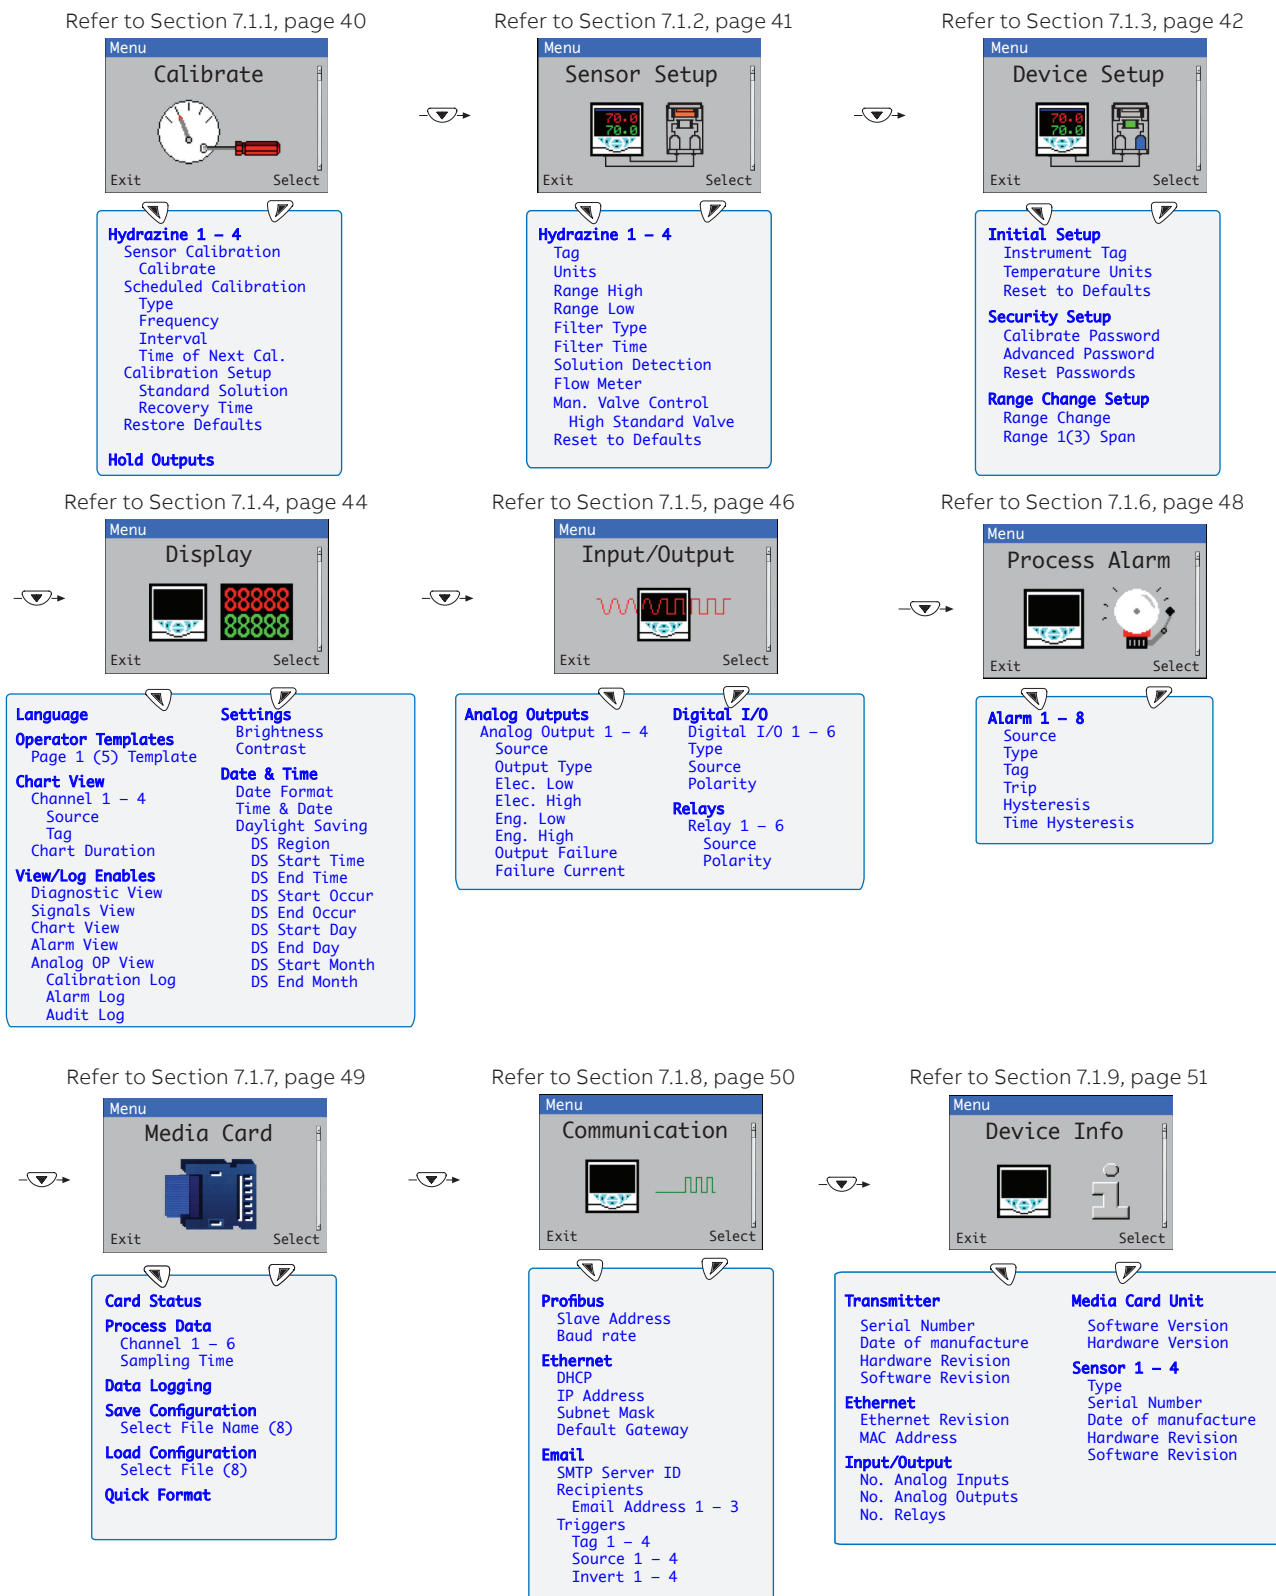 Refer to Section 7.1.1, page 40
Menu
Calibrate
Exit Select
Hydrazine 1 – 4
Sensor Calibration
Calibrate
Scheduled Calibration
Type
Frequency
Interval
Time of Next Cal.
Calibration Setup
Standard Solution
Recovery Time
Restore Defaults
Hold Outputs
Refer to Section 7.1.2, page 41
Menu
Sensor Setup
70.0
70.0
Exit Select
Hydrazine 1 – 4
Tag
Units
Range High
Range Low
Filter Type
Filter Time
Solution Detection
Flow Meter
Man. Valve Control
High Standard Valve
Reset to Defaults
Refer to Section 7.1.3, page 42
Menu
Device Setup
70.0
70.0
Exit Select
Initial Setup
Instrument Tag
Temperature Units
Reset to Defaults
Security Setup
Calibrate Password
Advanced Password
Reset Passwords
Range Change Setup
Range Change
Range 1(3) Span
Refer to Section 7.1.4, page 44
Menu
Display
88888
88888
Exit Select
Language
Operator Templates
Page 1 (5) Template
Chart View
Channel 1 – 4
Source
Tag
Chart Duration
View/Log Enables
Diagnostic View
Signals View
Chart View
Alarm View
Analog OP View
Calibration Log
Alarm Log
Audit Log
Settings
Brightness
Contrast
Date & Time
Date Format
Time & Date
Daylight Saving
DS Region
DS Start Time
DS End Time
DS Start Occur
DS End Occur
DS Start Day
DS End Day
DS Start Month
DS End Month
Refer to Section 7.1.5, page 46
Menu
Input/Output
Exit Select
Analog Outputs
Analog Output 1 – 4
Source
Output Type
Elec. Low
Elec. High
Eng. Low
Eng. High
Output Failure
Failure Current
Digital I/O
Digital I/O 1 – 6
Type
Source
Polarity
Relays
Relay 1 – 6
Source
Polarity
Refer to Section 7.1.6, page 48
Menu
Process Alarm
Exit Select
Alarm 1 – 8
Source
Type
Tag
Trip
Hysteresis
Time Hysteresis
Refer to Section 7.1.7, page 49
Menu
Media Card
Exit Select
Card Status
Process Data
Channel 1 – 6
Sampling Time
Data Logging
Save Configuration
Select File Name (8)
Load Configuration
Select File (8)
Quick Format
Refer to Section 7.1.8, page 50
Menu
Communication
Exit Select
Profibus
Slave Address
Baud rate
Ethernet
DHCP
IP Address
Subnet Mask
Default Gateway
Email
SMTP Server ID
Recipients
Email Address 1 – 3
Triggers
Tag 1 – 4
Source 1 – 4
Invert 1 – 4
Refer to Section 7.1.9, page 51
Menu
Device Info
Exit Select
Transmitter
Serial Number
Date of manufacture
Hardware Revision
Software Revision
Ethernet
Ethernet Revision
MAC Address
Input/Output
No. Analog Inputs
No. Analog Outputs
No. Relays
Media Card Unit
Software Version
Hardware Version
Sensor 1 – 4
Type
Serial Number
Date of manufacture
Hardware Revision
Software Revision